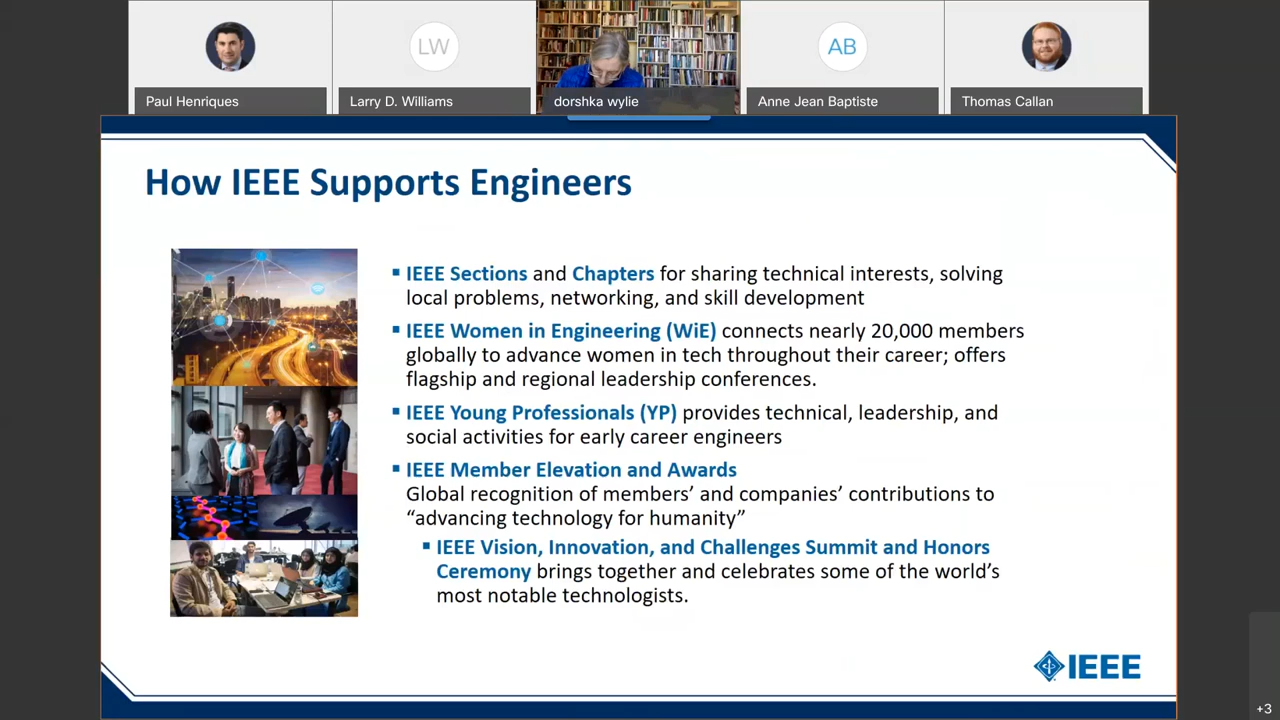 Paul Henriques
LW
Larry D. Williams
dorshka wylie
AB
Anne Jean Baptiste
Thomas Callan
How IEEE Supports Engineers
▪ IEEE Sections and Chapters for sharing technical interests, solving
local problems, networking, and skill development
▪ IEEE Women in Engineering (WiE) connects nearly 20,000 members
globally to advance women in tech throughout their career; offers
flagship and regional leadership conferences.
▪ IEEE Young Professionals (YP) provides technical, leadership, and
social activities for early career engineers
▪ IEEE Member Elevation and Awards
Global recognition of members’ and companies’ contributions to
“advancing technology for humanity”
▪ IEEE Vision, Innovation, and Challenges Summit and Honors
Ceremony brings together and celebrates some of the world’s
most notable technologists.
IEEE
+3